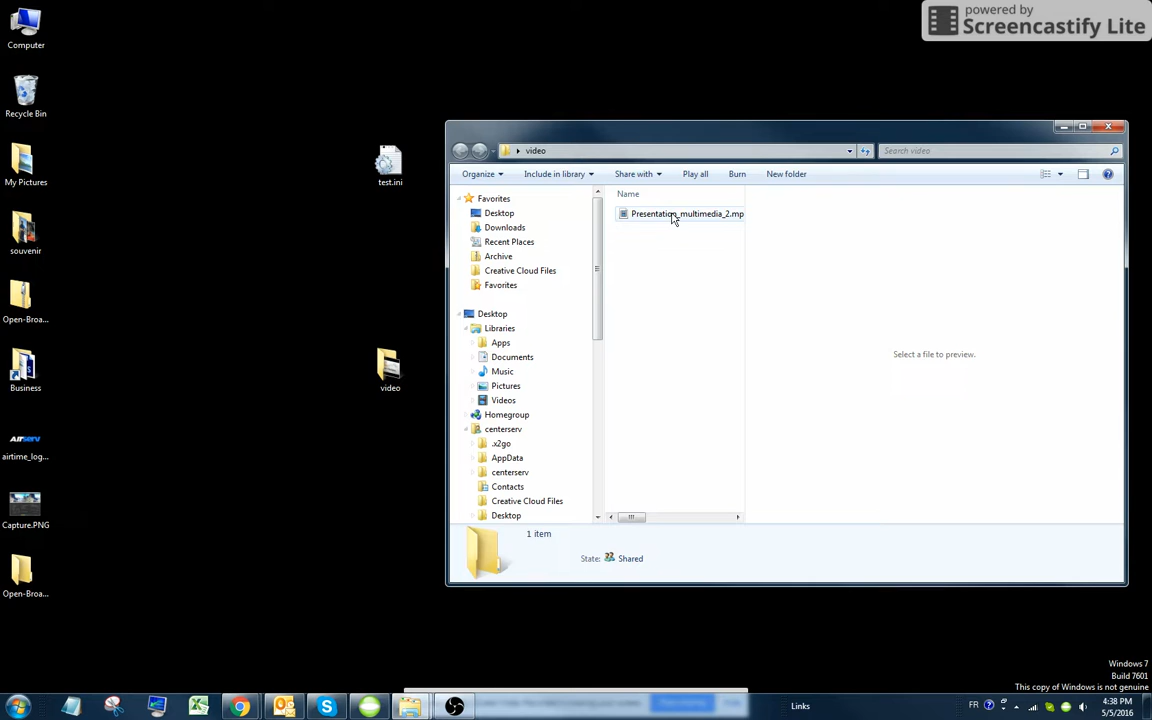 powered by
Screencastify Lite
Computer
Recycle Bin
My Pictures
souvenir
Open-Broa...
Business
airserv
airtime_log...
Capture.PNG
Open-Broa...
test.ini
video
video
Search video
Organize
Include in library
Share with
Play all
Burn
New folder
Name
Presentation_multimedia_2.mp
Favorites
Desktop
Downloads
Recent Places
Archive
Creative Cloud Files
Favorites
Desktop
Libraries
Apps
Documents
Music
Pictures
Videos
Homegroup
centerserv
.x2go
AppData
centerserv
Contacts
Creative Cloud Files
Desktop
Select a file to preview.
1 item
State: Shared
Windows 7
Build 7601
This copy of Windows is not genuine
Links
FR
4:38 PM
5/5/2016